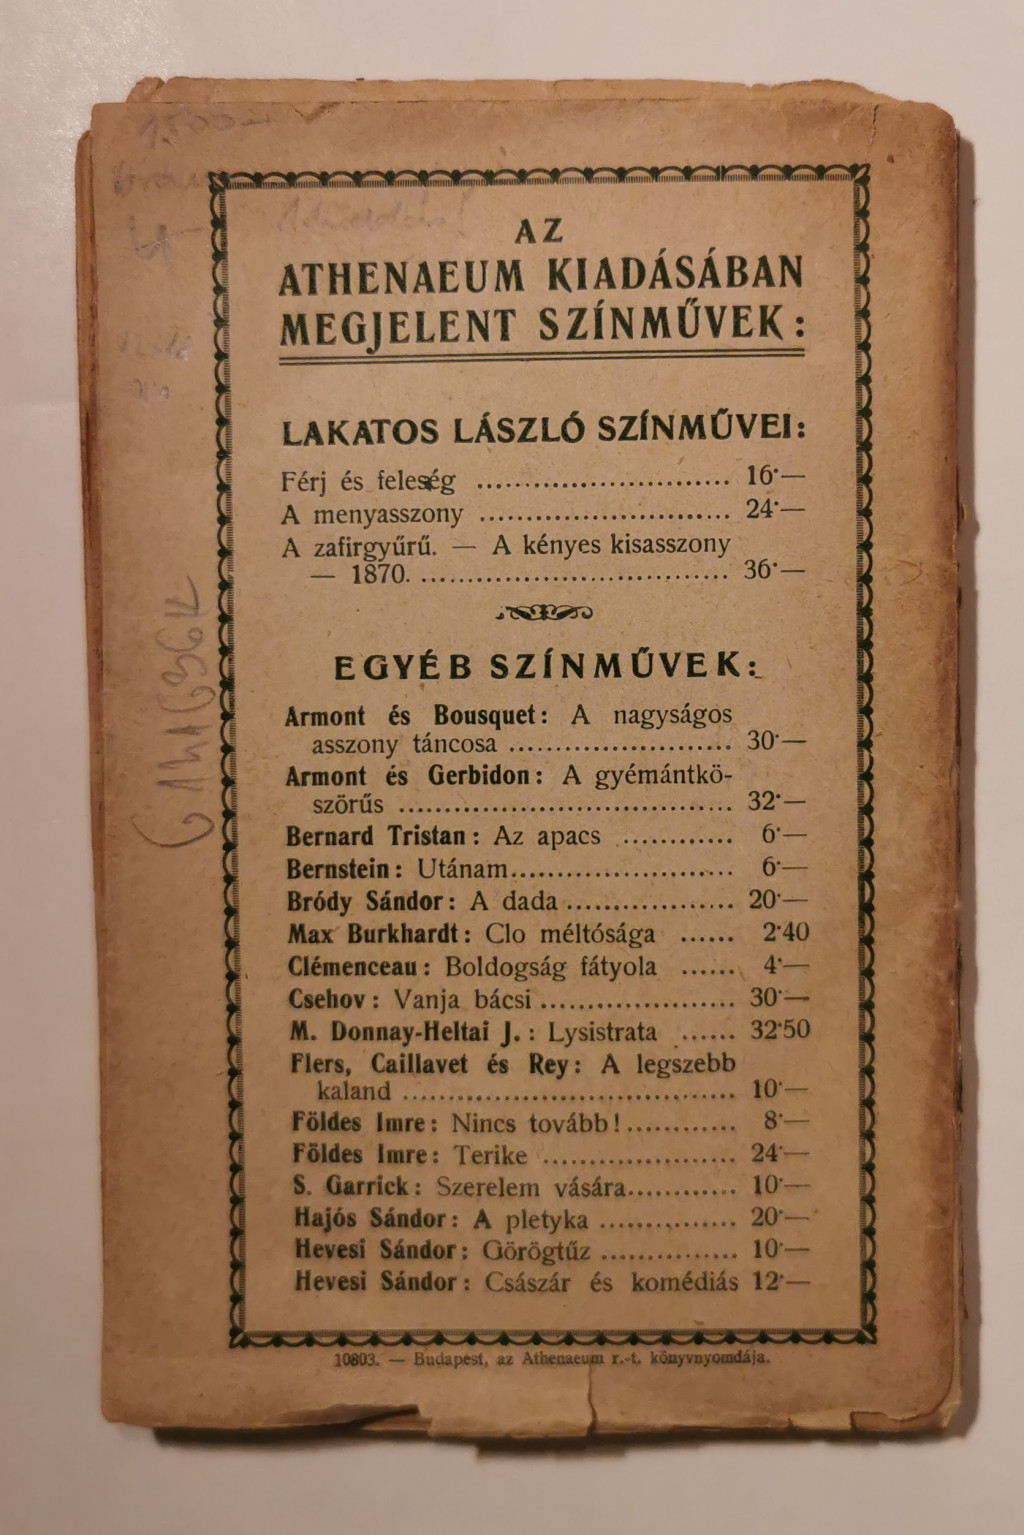 AZ
ATHENAEUM KIADÁSÁBAN
MEGJELENT SZÍNMŰVEK:
LAKATOS LÁSZLÓ SZÍNMŰVEI:
Férj és feleség ........................... 16·—
A menyasszony ........................... 24·—
A zafirgyűrű. — A kényes kisasszony
— 1870. ................................. 36·—
EGYÉB SZÍNMŰVEK:
Armont és Bousquet: A nagyságos
asszony táncosa ........................ 30·—
Armont és Gerbidon: A gyémántkö-
szörűs .................................... 32·—
Bernard Tristan: Az apacs ............ 6·—
Bernstein: Utánam........................ 6·—
Bródy Sándor: A dada .................. 20·—
Max Burkhardt: Clo méltósága ...... 2·40
Clémenceau: Boldogság fátyola ...... 4·—
Csehov: Vanja bácsi ..................... 30·—
M. Donnay-Heltai J.: Lysistrata ...... 32·50
Flers, Caillavet és Rey: A legszebb
kaland .................................... 10·—
Földes Imre: Nincs tovább! ............ 8·—
Földes Imre: Terike ..................... 24·—
S. Garrick: Szerelem vására............ 10·—
Hajós Sándor: A pletyka ............... 20·—
Hevesi Sándor: Görögtűz ............... 10·—
Hevesi Sándor: Császár és komédiás 12·—
10803. — Budapest, az Athenaeum r.-t. könyvnyomdája.